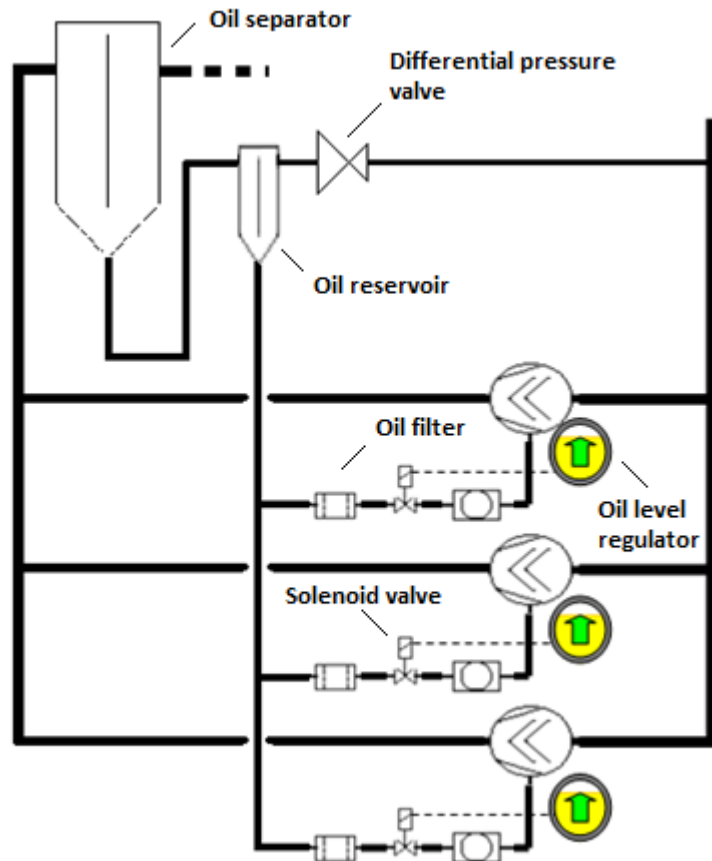 Oil separator
Differential pressure
valve
Oil reservoir
Oil filter
Oil level
regulator
Solenoid valve